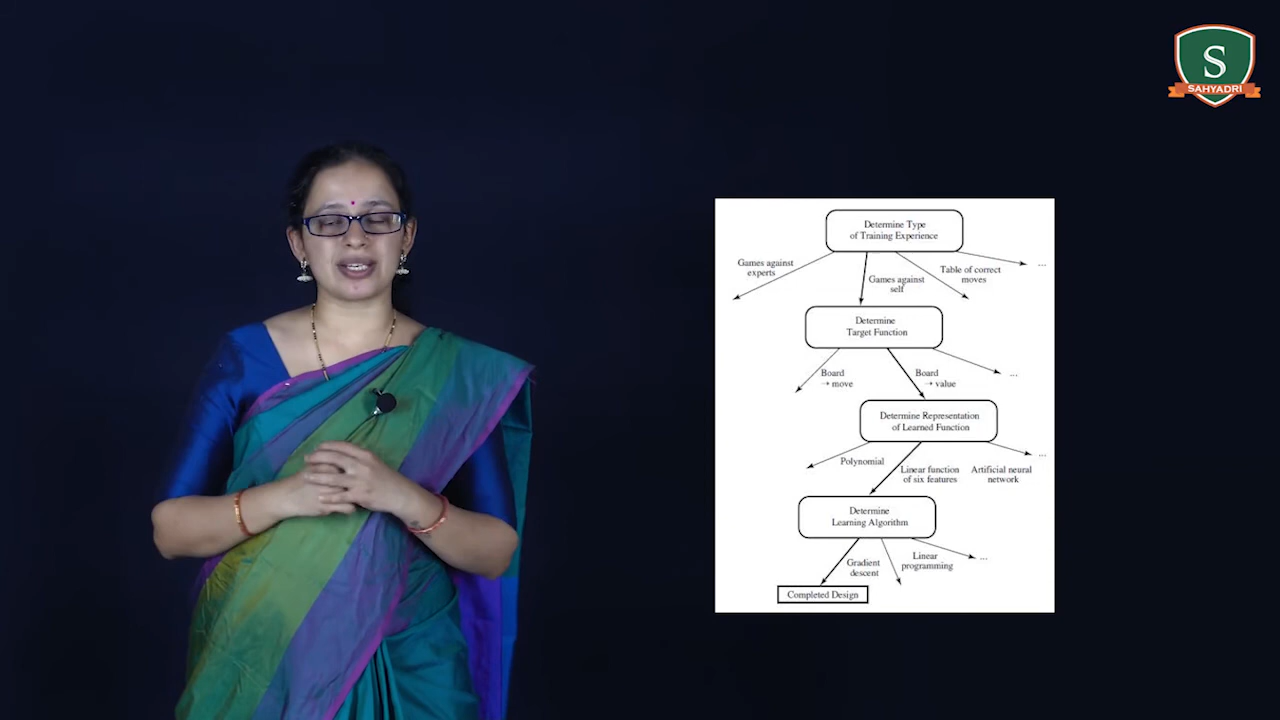 S
SAHYADRI
Determine Type
of Training Experience
Games against
experts
Games against
self
Table of correct
moves
...
Determine
Target Function
Board
→ move
Board
→ value
...
Determine Representation
of Learned Function
Polynomial
Linear function
of six features
Artificial neural
network
...
Determine
Learning Algorithm
Gradient
descent
Linear
programming
...
Completed Design